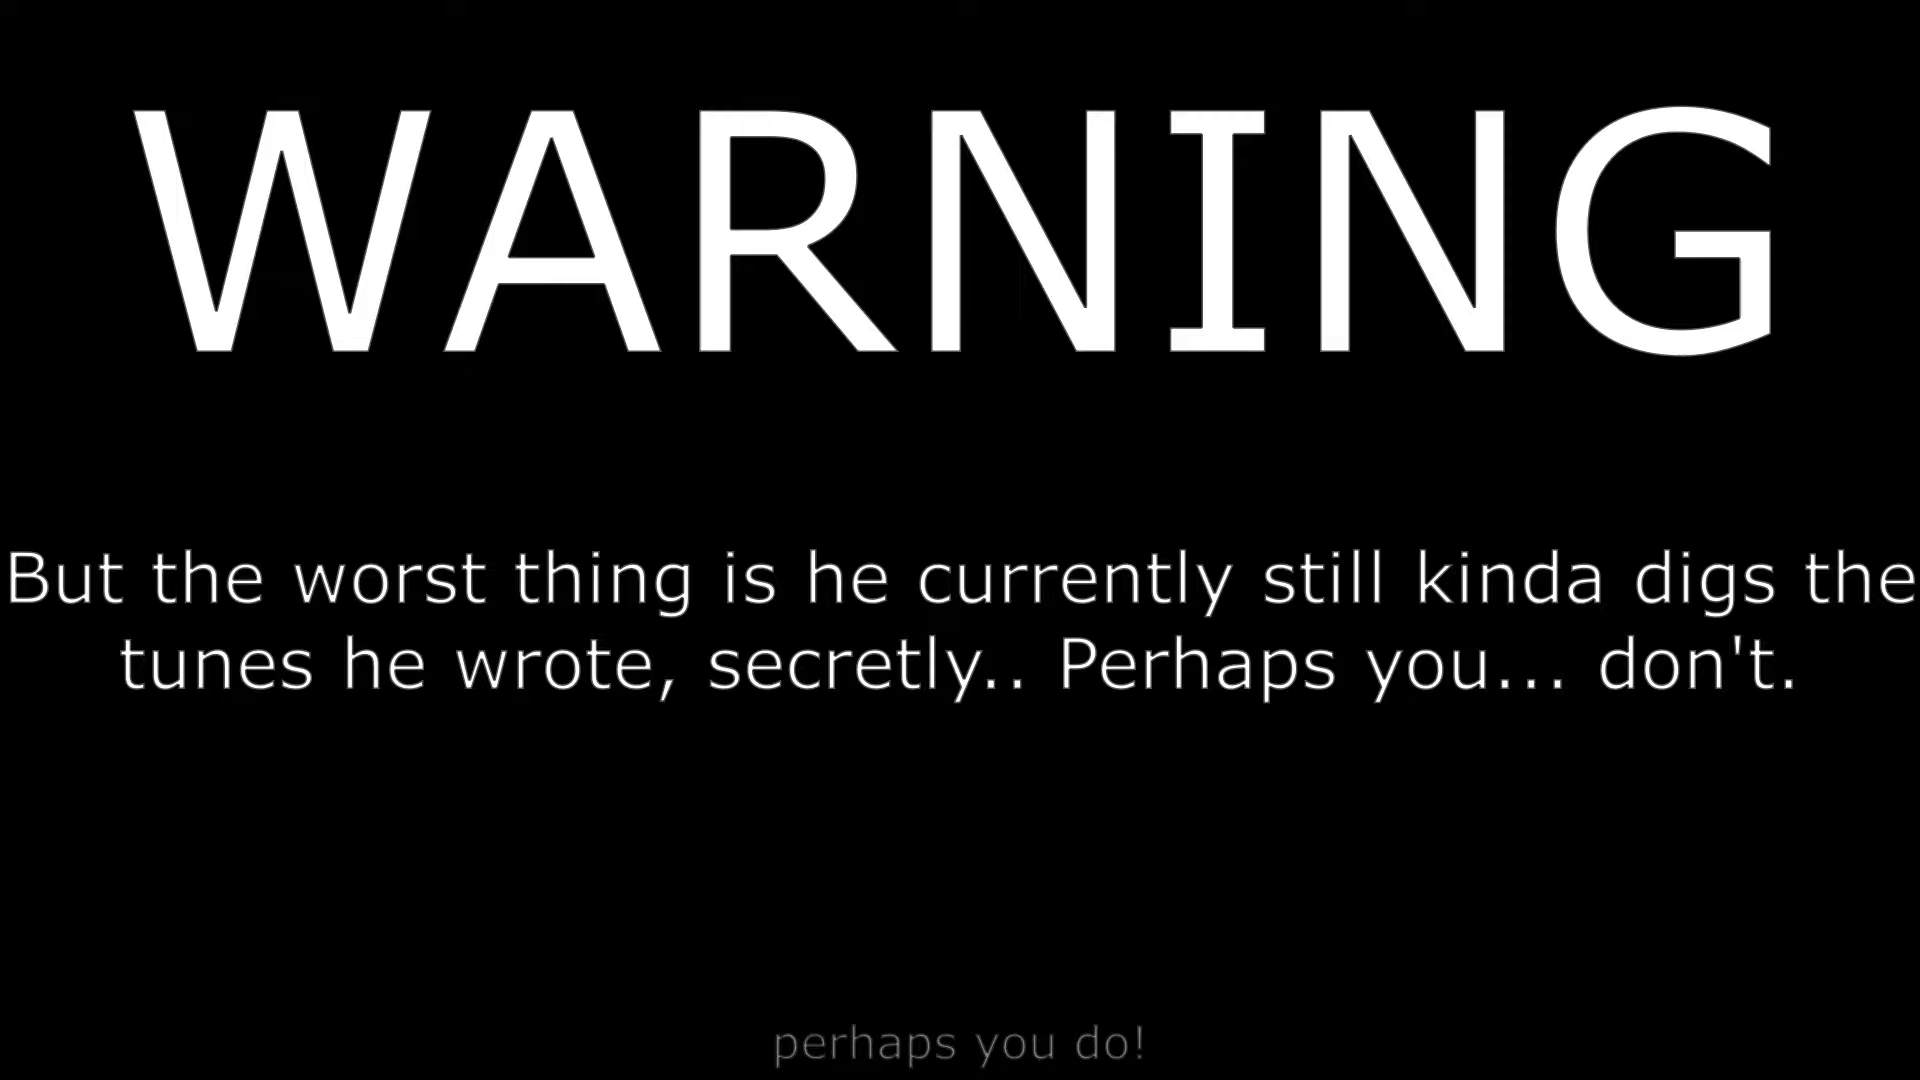 WARNING
But the worst thing is he currently still kinda digs the
tunes he wrote, secretly.. Perhaps you... don't.
perhaps you do!